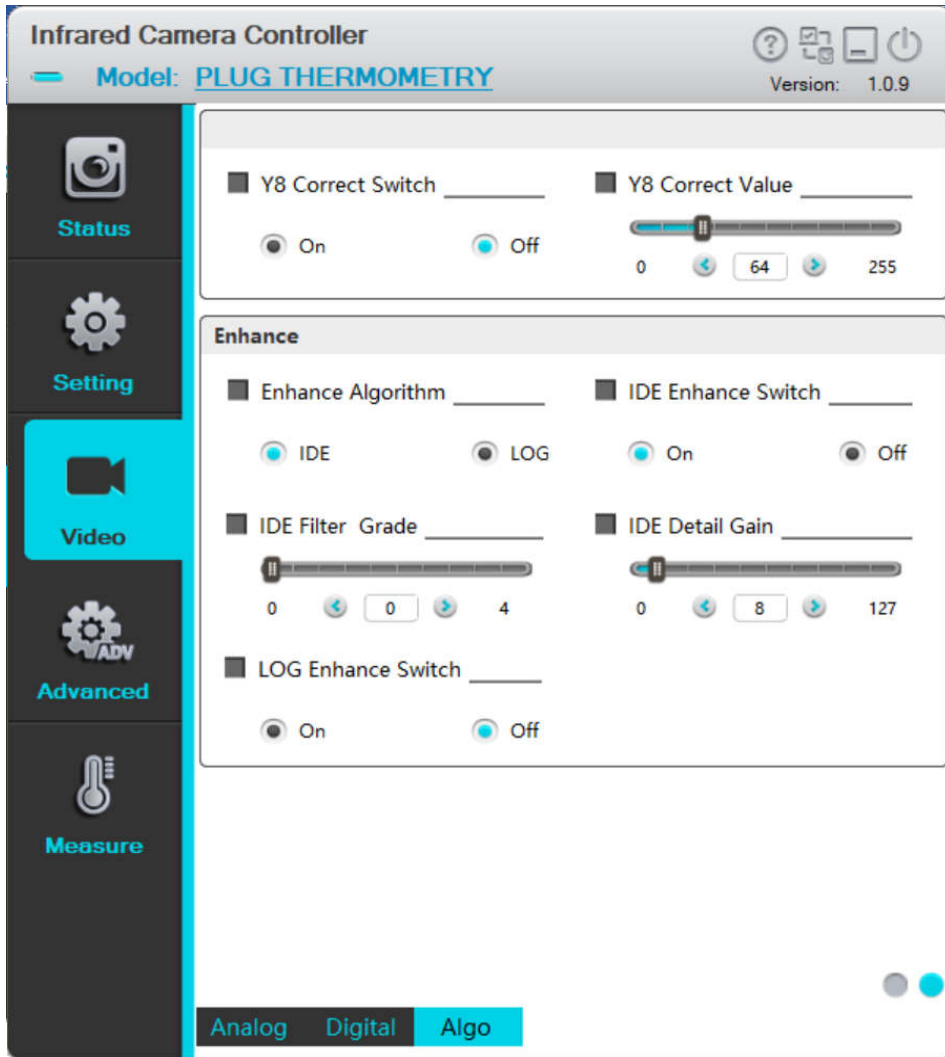 Infrared Camera Controller
Model: PLUG THERMOMETRY
Version: 1.0.9
Status
Setting
Video
ADV
Advanced
Measure
Y8 Correct Switch
On Off
Y8 Correct Value
0 64 255
Enhance
Enhance Algorithm
IDE LOG
IDE Enhance Switch
On Off
IDE Filter Grade
0 0 4
IDE Detail Gain
0 8 127
LOG Enhance Switch
On Off
Analog Digital Algo